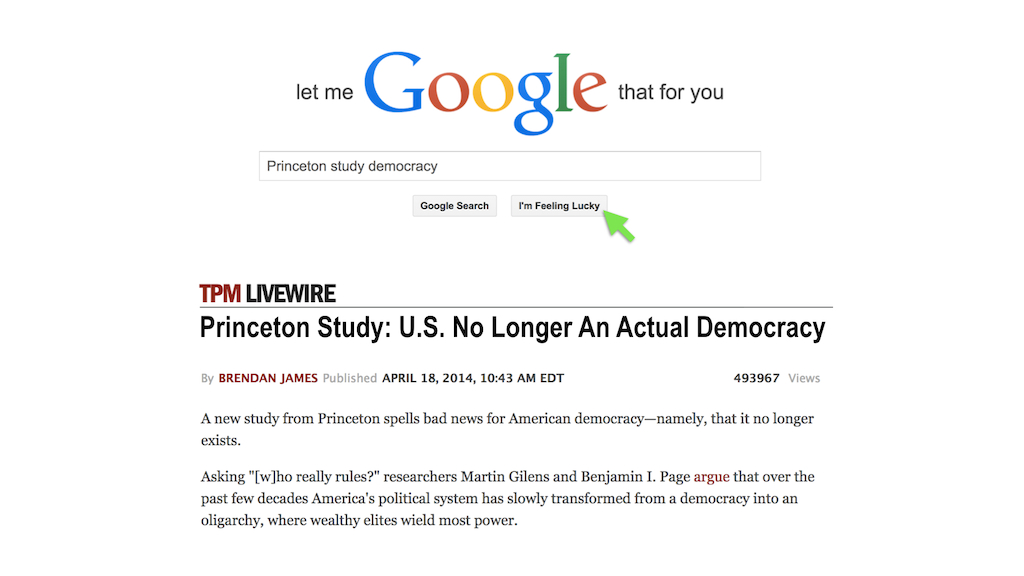 let me Google that for you
Princeton study democracy
Google Search I'm Feeling Lucky
TPM LIVEWIRE
Princeton Study: U.S. No Longer An Actual Democracy
By BRENDAN JAMES Published APRIL 18, 2014, 10:43 AM EDT 493967 Views
A new study from Princeton spells bad news for American democracy—namely, that it no longer
exists.
Asking "[w]ho really rules?" researchers Martin Gilens and Benjamin I. Page argue that over the
past few decades America's political system has slowly transformed from a democracy into an
oligarchy, where wealthy elites wield most power.